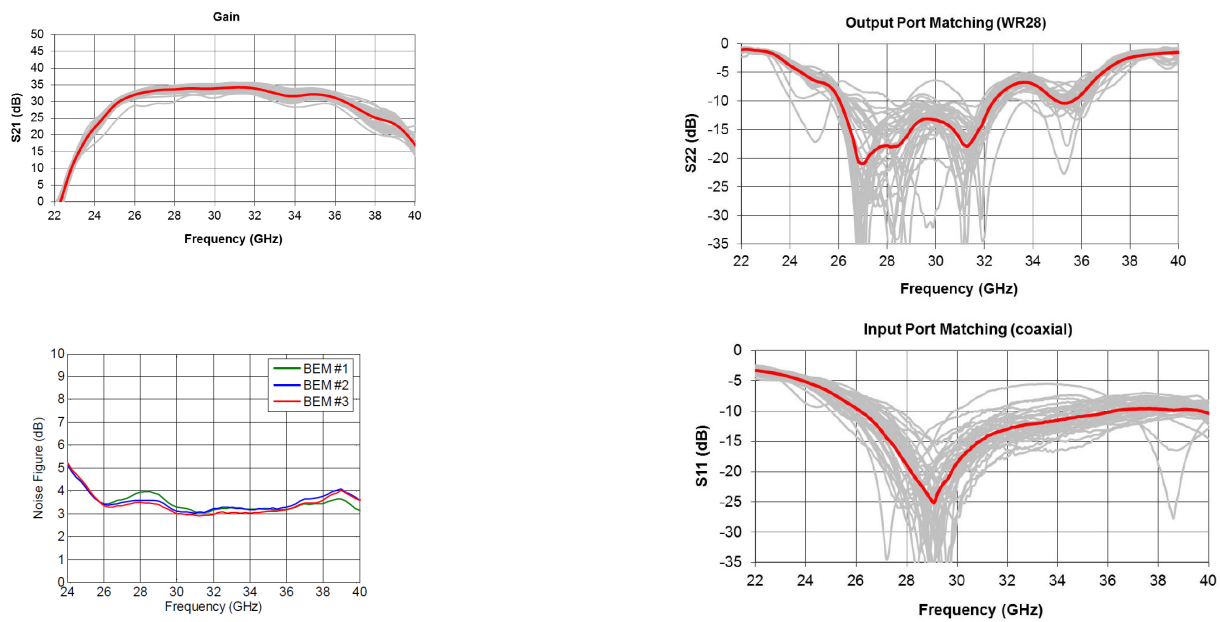 Gain
50
45
40
35
30
25
20
15
10
5
0
S21 (dB)
22 24 26 28 30 32 34 36 38 40
Frequency (GHz)
Output Port Matching (WR28)
0
-5
-10
-15
-20
-25
-30
-35
S22 (dB)
22 24 26 28 30 32 34 36 38 40
Frequency (GHz)
10
9
8
7
6
5
4
3
2
1
0
Noise Figure (dB)
BEM #1
BEM #2
BEM #3
24 26 28 30 32 34 36 38 40
Frequency (GHz)
Input Port Matching (coaxial)
0
-5
-10
-15
-20
-25
-30
-35
S11 (dB)
22 24 26 28 30 32 34 36 38 40
Frequency (GHz)